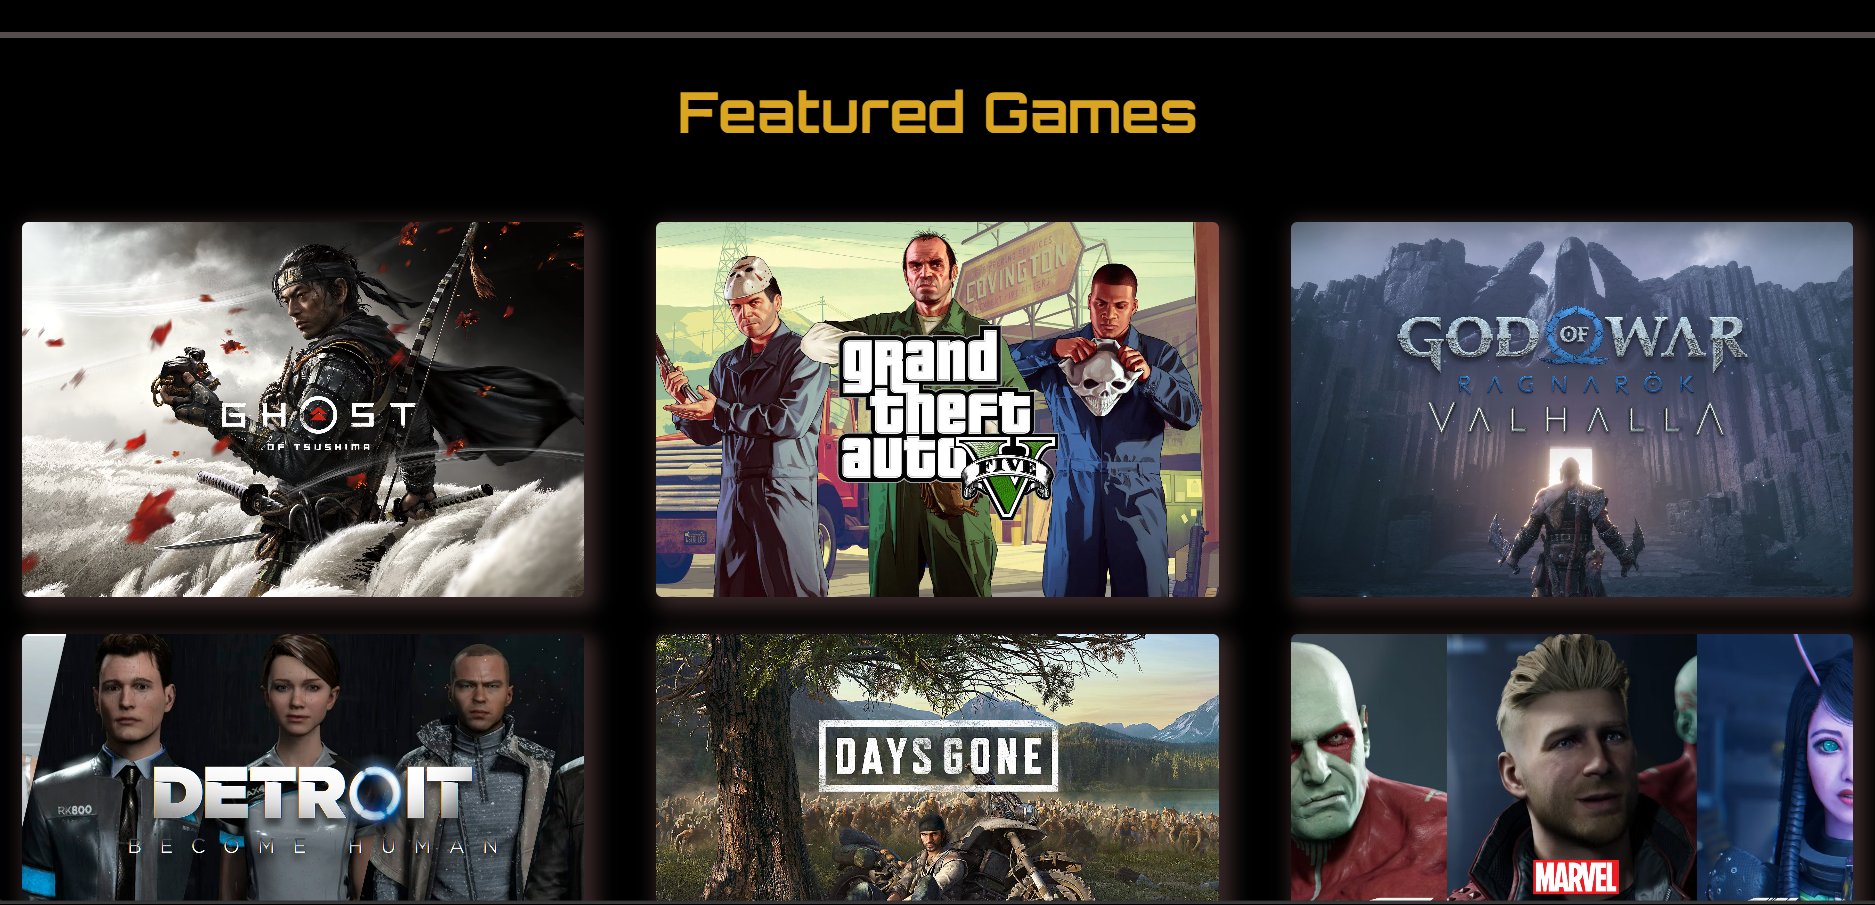 Featured Games
GHOST
OF TSUSHIMA
COVINGTON
grand
theft
auto V
FIVE
GOD OF WAR
RAGNARÖK
VALHALLA
RK800
DETROIT
BECOME HUMAN
DAYS GONE
MARVEL